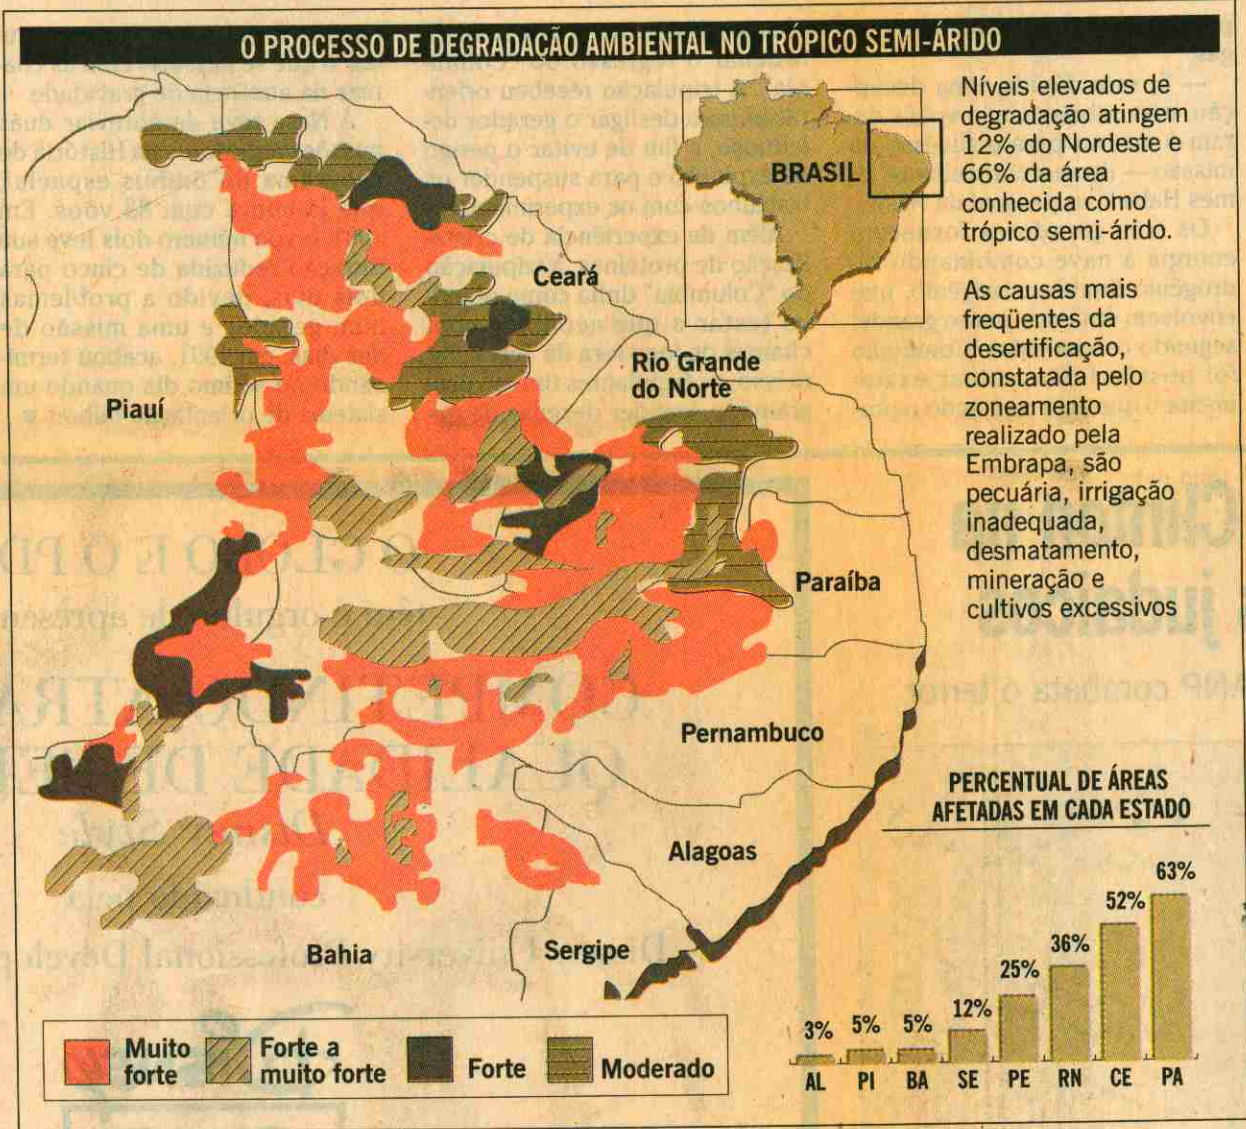 O PROCESSO DE DEGRADAÇÃO AMBIENTAL NO TRÓPICO SEMI-ÁRIDO
Níveis elevados de
degradação atingem
12% do Nordeste e
66% da área
conhecida como
trópico semi-árido.
As causas mais
freqüentes da
desertificação,
constatada pelo
zoneamento
realizado pela
Embrapa, são
pecuária, irrigação
inadequada,
desmatamento,
mineração e
cultivos excessivos
BRASIL
Ceará
Rio Grande
do Norte
Piauí
Paraíba
Pernambuco
Alagoas
Bahia
Sergipe
PERCENTUAL DE ÁREAS
AFETADAS EM CADA ESTADO
3% 5% 5% 12% 25% 36% 52% 63%
AL PI BA SE PE RN CE PA
Muito
forte
Forte a
muito forte
Forte
Moderado